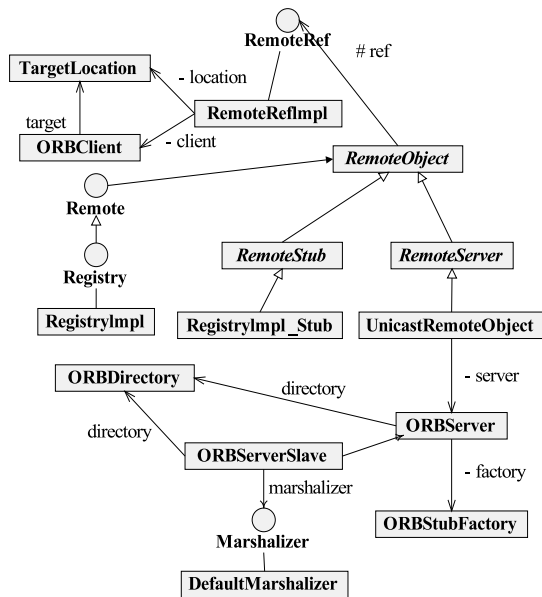 RemoteRef
# ref
TargetLocation
- location
RemoteRefImpl
target
- client
ORBClient
RemoteObject
Remote
RemoteStub
RemoteServer
Registry
RegistryImpl
RegistryImpl_Stub
UnicastRemoteObject
ORBDirectory
directory
- server
directory
ORBServer
ORBServerSlave
- factory
marshalizer
ORBStubFactory
Marshalizer
DefaultMarshalizer